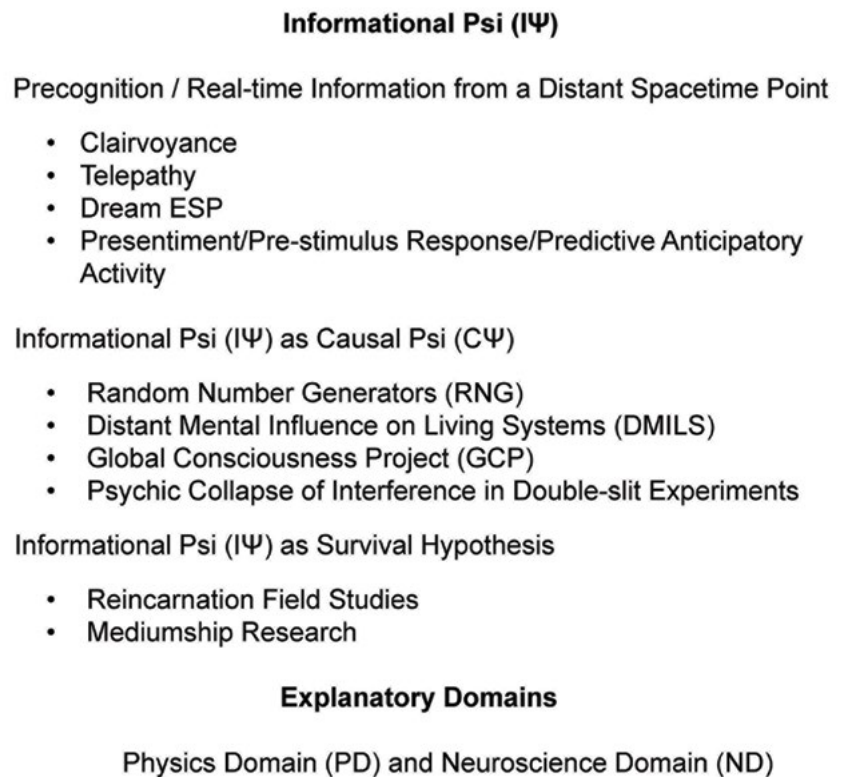 Informational Psi (IΨ)
Precognition / Real-time Information from a Distant Spacetime Point
• Clairvoyance
• Telepathy
• Dream ESP
• Presentiment/Pre-stimulus Response/Predictive Anticipatory
Activity
Informational Psi (IΨ) as Causal Psi (CΨ)
• Random Number Generators (RNG)
• Distant Mental Influence on Living Systems (DMILS)
• Global Consciousness Project (GCP)
• Psychic Collapse of Interference in Double-slit Experiments
Informational Psi (IΨ) as Survival Hypothesis
• Reincarnation Field Studies
• Mediumship Research
Explanatory Domains
Physics Domain (PD) and Neuroscience Domain (ND)